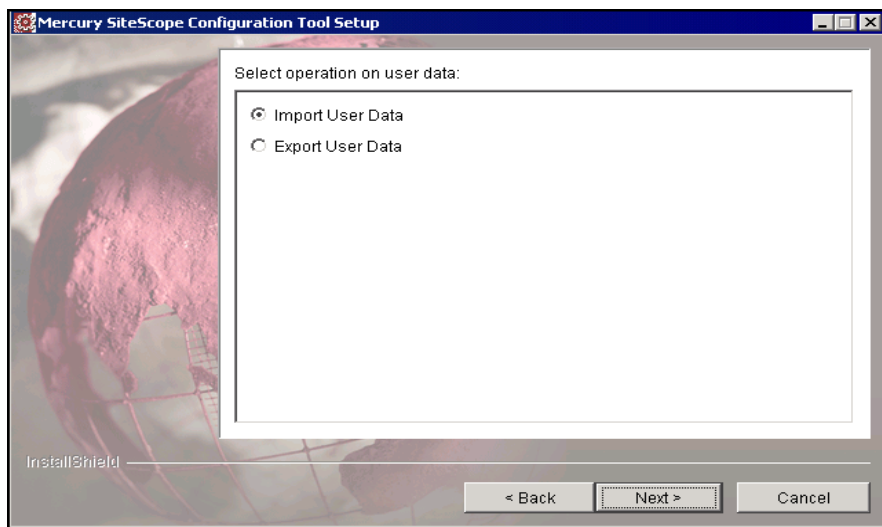 Mercury SiteScope Configuration Tool Setup
Select operation on user data:
Import User Data
Export User Data
InstallShield
< Back
Next >
Cancel